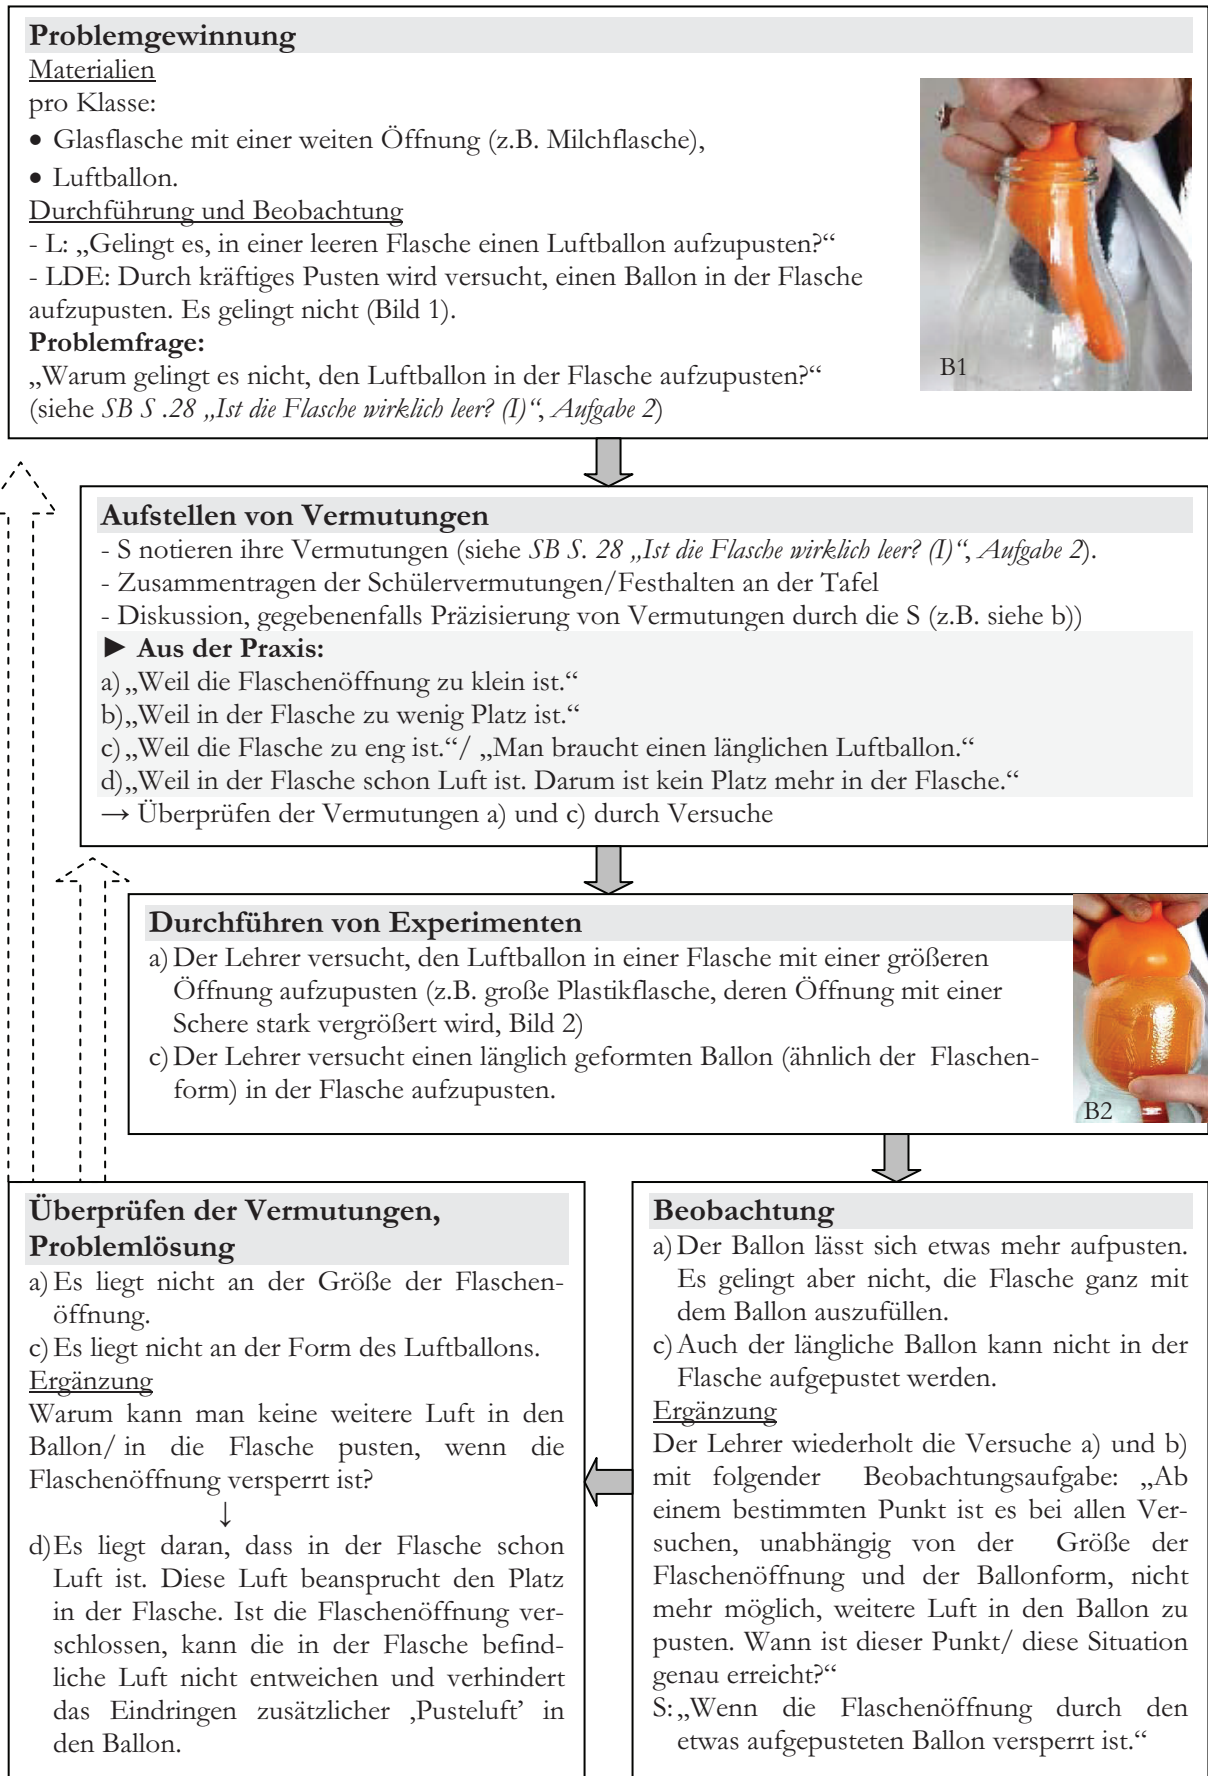 Problemgewinnung
Materialien
pro Klasse:
• Glasflasche mit einer weiten Öffnung (z.B. Milchflasche),
• Luftballon.
Durchführung und Beobachtung
- L: „Gelingt es, in einer leeren Flasche einen Luftballon aufzupusten?“
- LDE: Durch kräftiges Pusten wird versucht, einen Ballon in der Flasche
aufzupusten. Es gelingt nicht (Bild 1).
Problemfrage:
„Warum gelingt es nicht, den Luftballon in der Flasche aufzupusten?“
(siehe SB S .28 „Ist die Flasche wirklich leer? (I)“, Aufgabe 2)
B1
Aufstellen von Vermutungen
- S notieren ihre Vermutungen (siehe SB S. 28 „Ist die Flasche wirklich leer? (I)“, Aufgabe 2).
- Zusammentragen der Schülervermutungen/Festhalten an der Tafel
- Diskussion, gegebenenfalls Präzisierung von Vermutungen durch die S (z.B. siehe b))
► Aus der Praxis:
a) „Weil die Flaschenöffnung zu klein ist.“
b) „Weil in der Flasche zu wenig Platz ist.“
c) „Weil die Flasche zu eng ist.“/ „Man braucht einen länglichen Luftballon.“
d) „Weil in der Flasche schon Luft ist. Darum ist kein Platz mehr in der Flasche.“
→ Überprüfen der Vermutungen a) und c) durch Versuche
Durchführen von Experimenten
a) Der Lehrer versucht, den Luftballon in einer Flasche mit einer größeren
Öffnung aufzupusten (z.B. große Plastikflasche, deren Öffnung mit einer
Schere stark vergrößert wird, Bild 2)
c) Der Lehrer versucht einen länglich geformten Ballon (ähnlich der Flaschen-
form) in der Flasche aufzupusten.
B2
Überprüfen der Vermutungen,
Problemlösung
a) Es liegt nicht an der Größe der Flaschen-
öffnung.
c) Es liegt nicht an der Form des Luftballons.
Ergänzung
Warum kann man keine weitere Luft in den
Ballon/ in die Flasche pusten, wenn die
Flaschenöffnung versperrt ist?
↓
d) Es liegt daran, dass in der Flasche schon
Luft ist. Diese Luft beansprucht den Platz
in der Flasche. Ist die Flaschenöffnung ver-
schlossen, kann die in der Flasche befind-
liche Luft nicht entweichen und verhindert
das Eindringen zusätzlicher ‚Pusteluft’ in
den Ballon.
Beobachtung
a) Der Ballon lässt sich etwas mehr aufpusten.
Es gelingt aber nicht, die Flasche ganz mit
dem Ballon auszufüllen.
c) Auch der längliche Ballon kann nicht in der
Flasche aufgepustet werden.
Ergänzung
Der Lehrer wiederholt die Versuche a) und b)
mit folgender Beobachtungsaufgabe: „Ab
einem bestimmten Punkt ist es bei allen Ver-
suchen, unabhängig von der Größe der
Flaschenöffnung und der Ballonform, nicht
mehr möglich, weitere Luft in den Ballon zu
pusten. Wann ist dieser Punkt/ diese Situation
genau erreicht?“
S: „Wenn die Flaschenöffnung durch den
etwas aufgepusteten Ballon versperrt ist.“